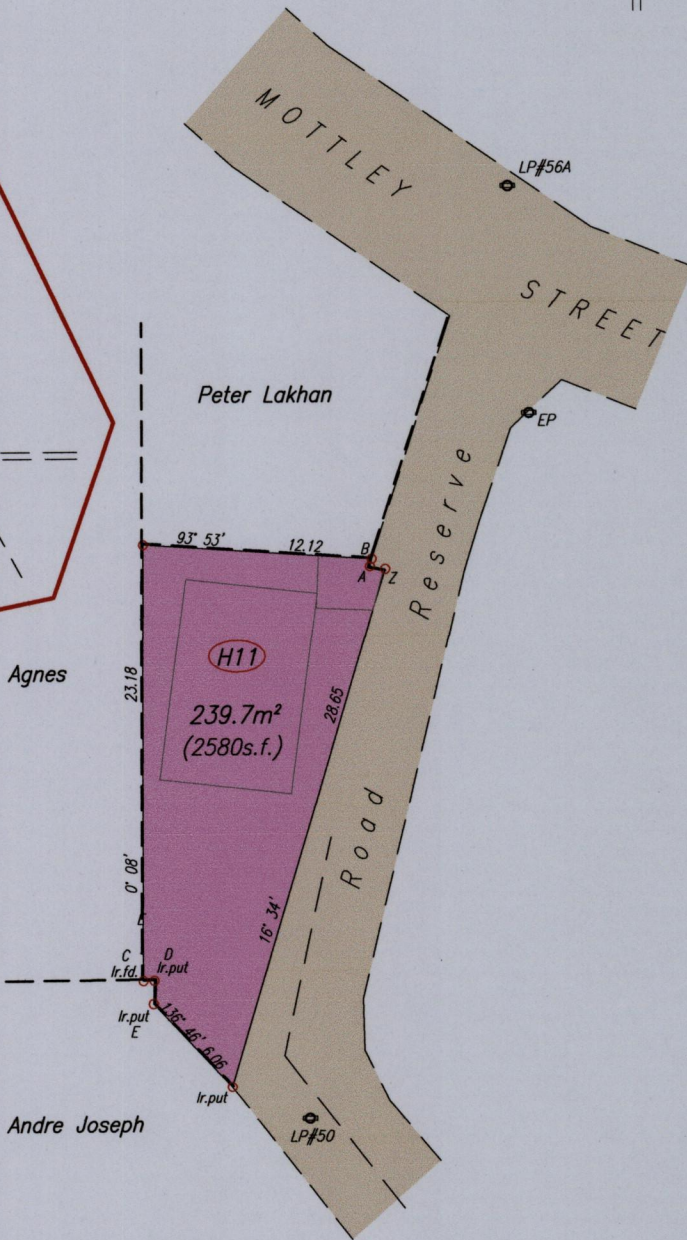 MOTTLEY
LP#56A
STREET
Peter Lakhan
EP
93° 53'
12.12
B
A
Z
Reserve
H11
Agnes
23.18
239.7m²
(2580s.f.)
28.65
Road
0° 08'
16° 34'
C
D
Ir.fd.
Ir.put
Ir.put
E
136° 46' 6.06
Ir.put
Andre Joseph
LP#50